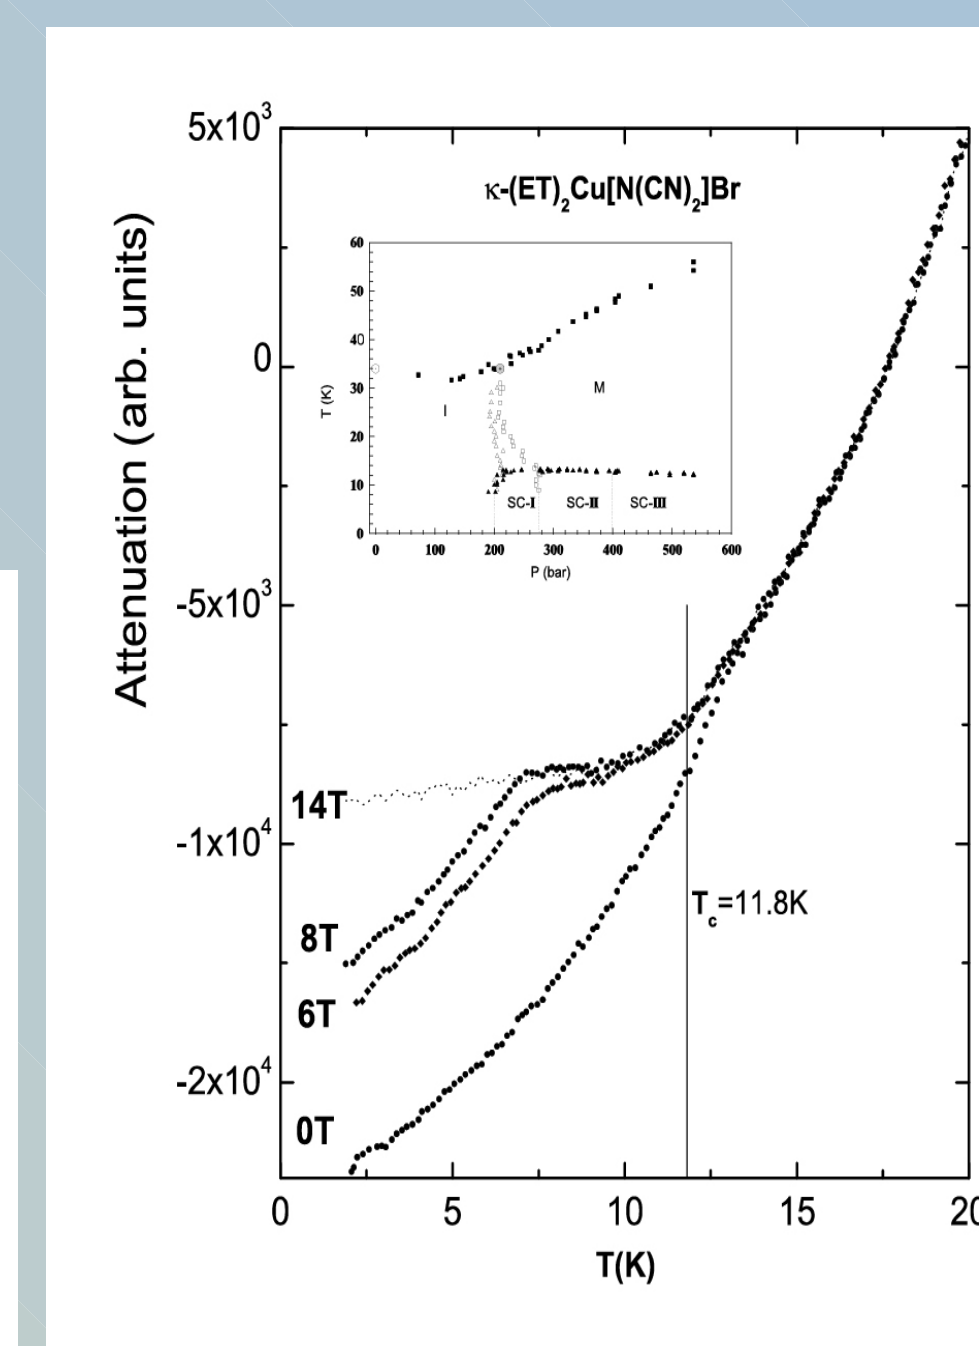 5x10³
κ-(ET)₂Cu[N(CN)₂]Br
Attenuation (arb. units)
0
-5x10³
-1x10⁴
-2x10⁴
60
50
40
30
20
10
0
T (K)
I
M
SC-I
SC-II
SC-III
0 100 200 300 400 500 600
P (bar)
14T
8T
6T
0T
T_c=11.8K
0 5 10 15 20
T(K)